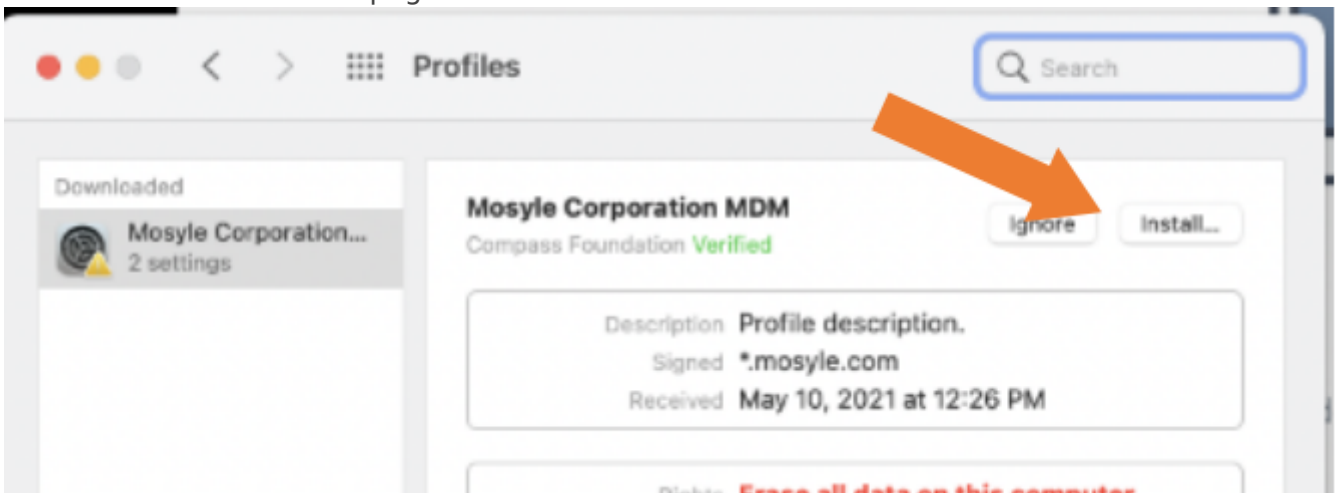 Profiles
Search
Downloaded
Mosyle Corporation...
2 settings
Mosyle Corporation MDM
Compass Foundation Verified
Ignore
Install...
Description Profile description.
Signed *.mosyle.com
Received May 10, 2021 at 12:26 PM
Rights Erase all data on this computer